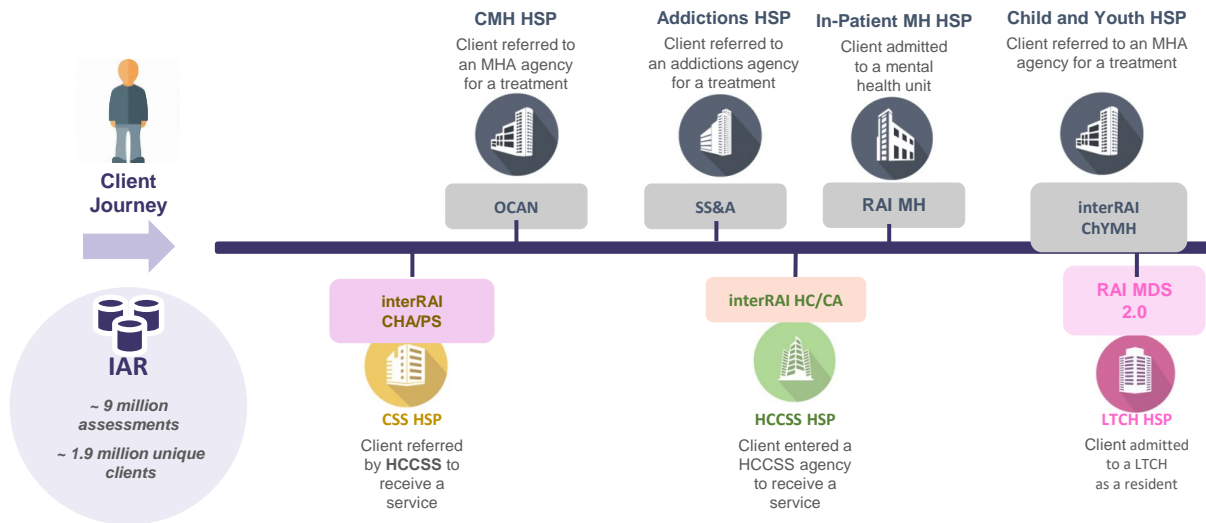 CMH HSP
Client referred to
an MHA agency
for a treatment
Addictions HSP
Client referred to
an addictions agency
for a treatment
In-Patient MH HSP
Client admitted
to a mental
health unit
Child and Youth HSP
Client referred to an MHA
agency for a treatment
Client
Journey
OCAN
SS&A
RAI MH
interRAI
ChYMH
interRAI
CHA/PS
interRAI HC/CA
RAI MDS
2.0
IAR
~ 9 million
assessments
~ 1.9 million unique
clients
CSS HSP
Client referred
by HCCSS to
receive a
service
HCCSS HSP
Client entered a
HCCSS agency
to receive a
service
LTCH HSP
Client admitted
to a LTCH
as a resident